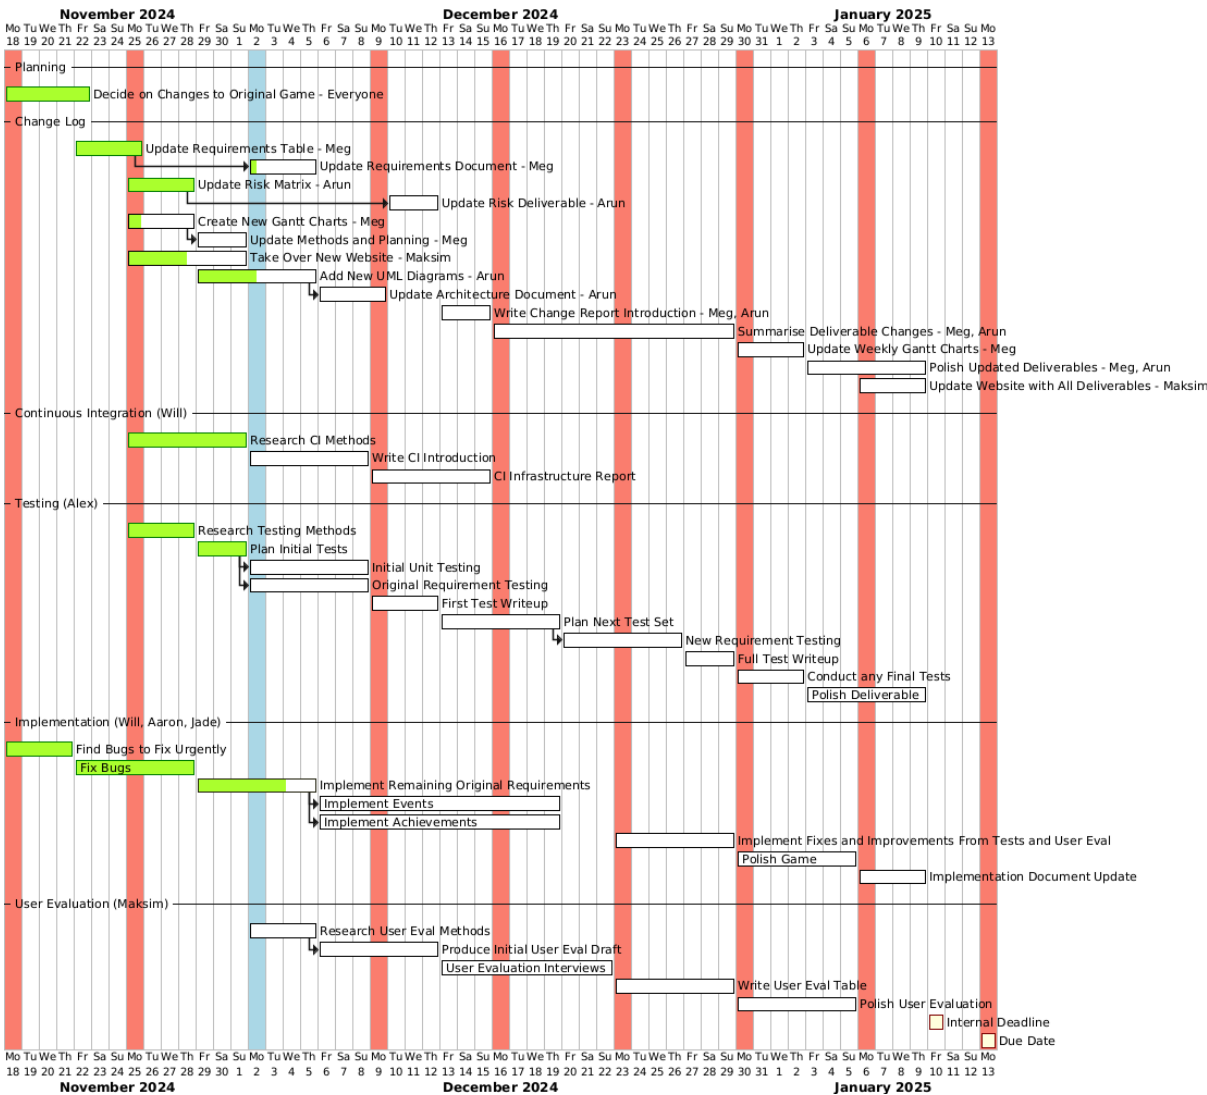 November 2024 December 2024 January 2025
Mo Tu We Th Fr Sa Su Mo Tu We Th Fr Sa Su Mo Tu We Th Fr Sa Su Mo Tu We Th Fr Sa Su Mo Tu We Th Fr Sa Su Mo Tu We Th Fr Sa Su Mo Tu We Th Fr Sa Su Mo Tu We Th Fr Sa Su Mo
18 19 20 21 22 23 24 25 26 27 28 29 30 1 2 3 4 5 6 7 8 9 10 11 12 13 14 15 16 17 18 19 20 21 22 23 24 25 26 27 28 29 30 31 1 2 3 4 5 6 7 8 9 10 11 12 13
Planning
Decide on Changes to Original Game - Everyone
Change Log
Update Requirements Table - Meg
Update Requirements Document - Meg
Update Risk Matrix - Arun
Update Risk Deliverable - Arun
Create New Gantt Charts - Meg
Update Methods and Planning - Meg
Take Over New Website - Maksim
Add New UML Diagrams - Arun
Update Architecture Document - Arun
Write Change Report Introduction - Meg, Arun
Summarise Deliverable Changes - Meg, Arun
Update Weekly Gantt Charts - Meg
Polish Updated Deliverables - Meg, Arun
Update Website with All Deliverables - Maksim
Continuous Integration (Will)
Research CI Methods
Write CI Introduction
CI Infrastructure Report
Testing (Alex)
Research Testing Methods
Plan Initial Tests
Initial Unit Testing
Original Requirement Testing
First Test Writeup
Plan Next Test Set
New Requirement Testing
Full Test Writeup
Conduct any Final Tests
Polish Deliverable
Implementation (Will, Aaron, Jade)
Find Bugs to Fix Urgently
Fix Bugs
Implement Remaining Original Requirements
Implement Events
Implement Achievements
Implement Fixes and Improvements From Tests and User Eval
Polish Game
Implementation Document Update
User Evaluation (Maksim)
Research User Eval Methods
Produce Initial User Eval Draft
User Evaluation Interviews
Write User Eval Table
Polish User Evaluation
Internal Deadline
Due Date
Mo Tu We Th Fr Sa Su Mo Tu We Th Fr Sa Su Mo Tu We Th Fr Sa Su Mo Tu We Th Fr Sa Su Mo Tu We Th Fr Sa Su Mo Tu We Th Fr Sa Su Mo Tu We Th Fr Sa Su Mo Tu We Th Fr Sa Su Mo
18 19 20 21 22 23 24 25 26 27 28 29 30 1 2 3 4 5 6 7 8 9 10 11 12 13 14 15 16 17 18 19 20 21 22 23 24 25 26 27 28 29 30 31 1 2 3 4 5 6 7 8 9 10 11 12 13
November 2024 December 2024 January 2025